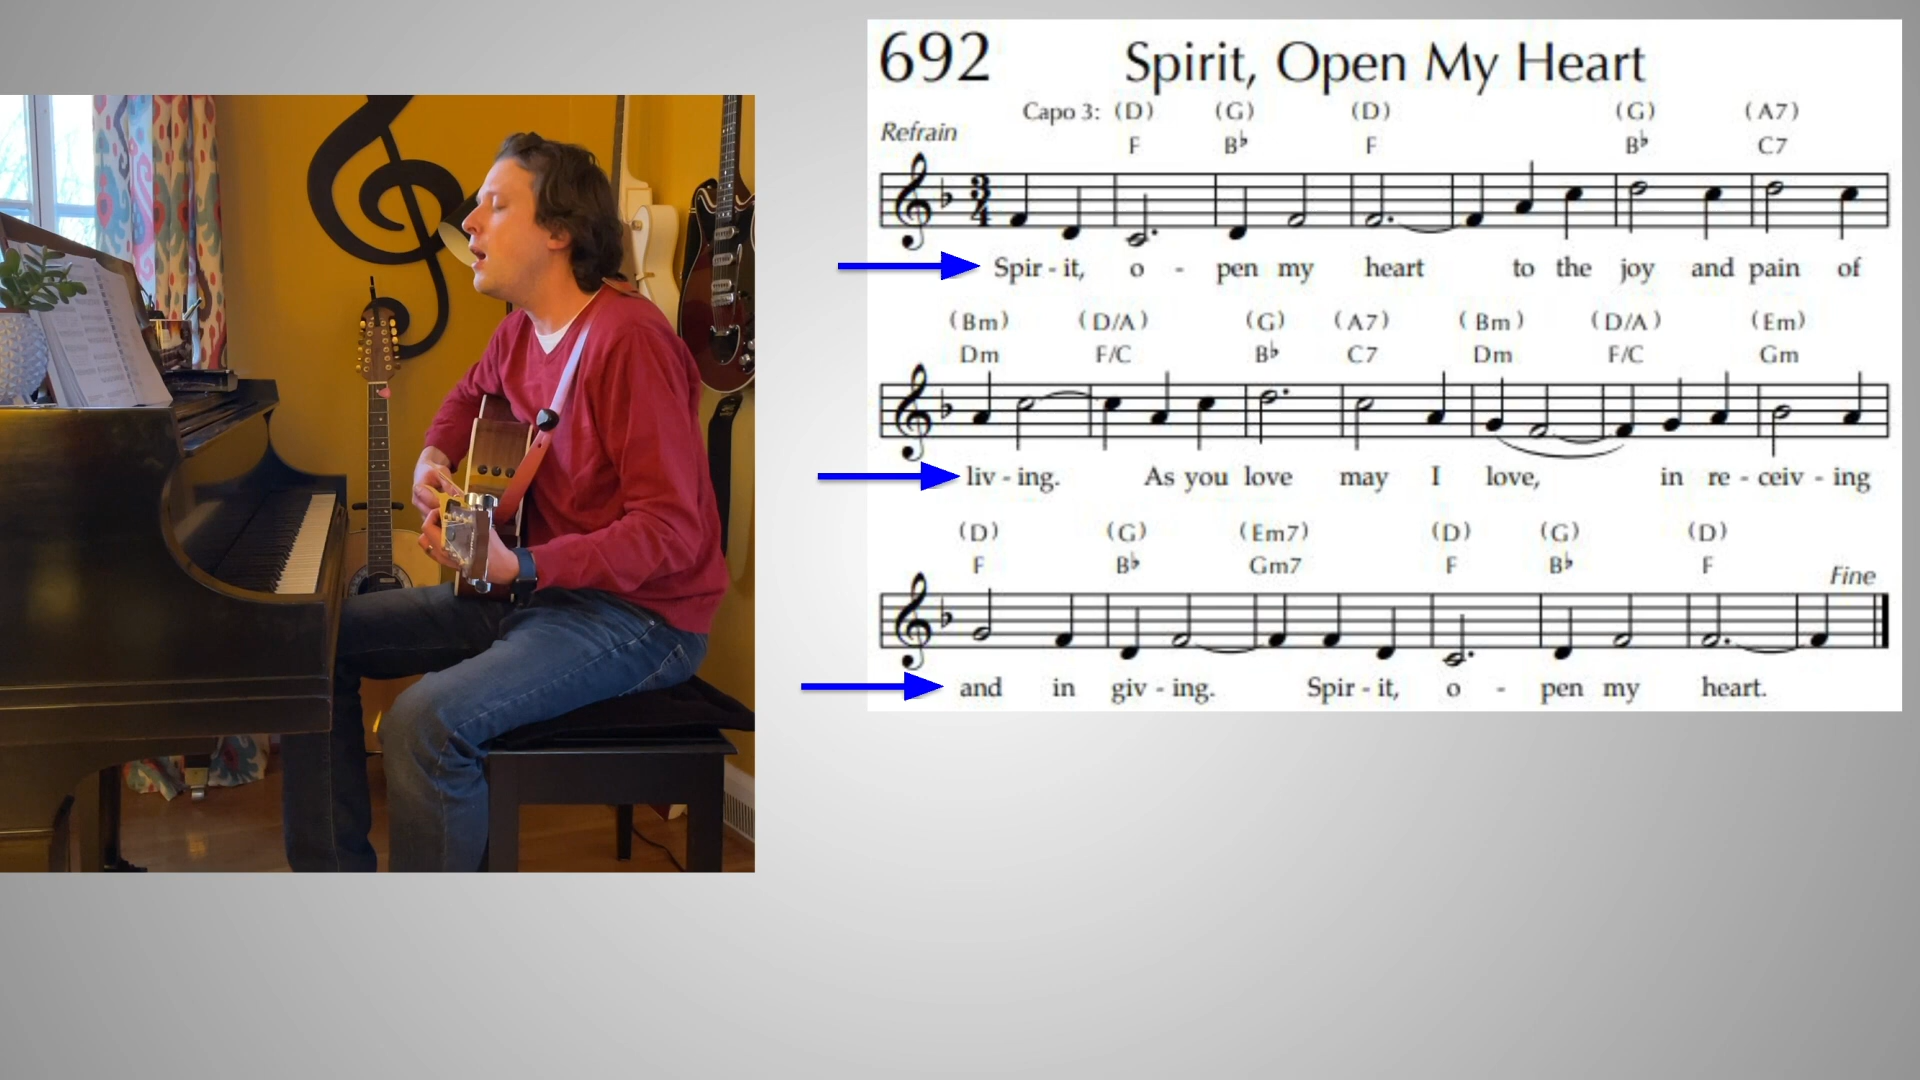 692 Spirit, Open My Heart
Capo 3: (D) (G) (D) (G) (A7)
Refrain
F B♭ F B♭ C7
3
4
Spir - it, o - pen my heart to the joy and pain of
(Bm) (D/A) (G) (A7) (Bm) (D/A) (Em)
Dm F/C B♭ C7 Dm F/C Gm
liv - ing. As you love may I love, in re - ceiv - ing
(D) (G) (Em7) (D) (G) (D)
F B♭ Gm7 F B♭ F Fine
and in giv - ing. Spir - it, o - pen my heart.